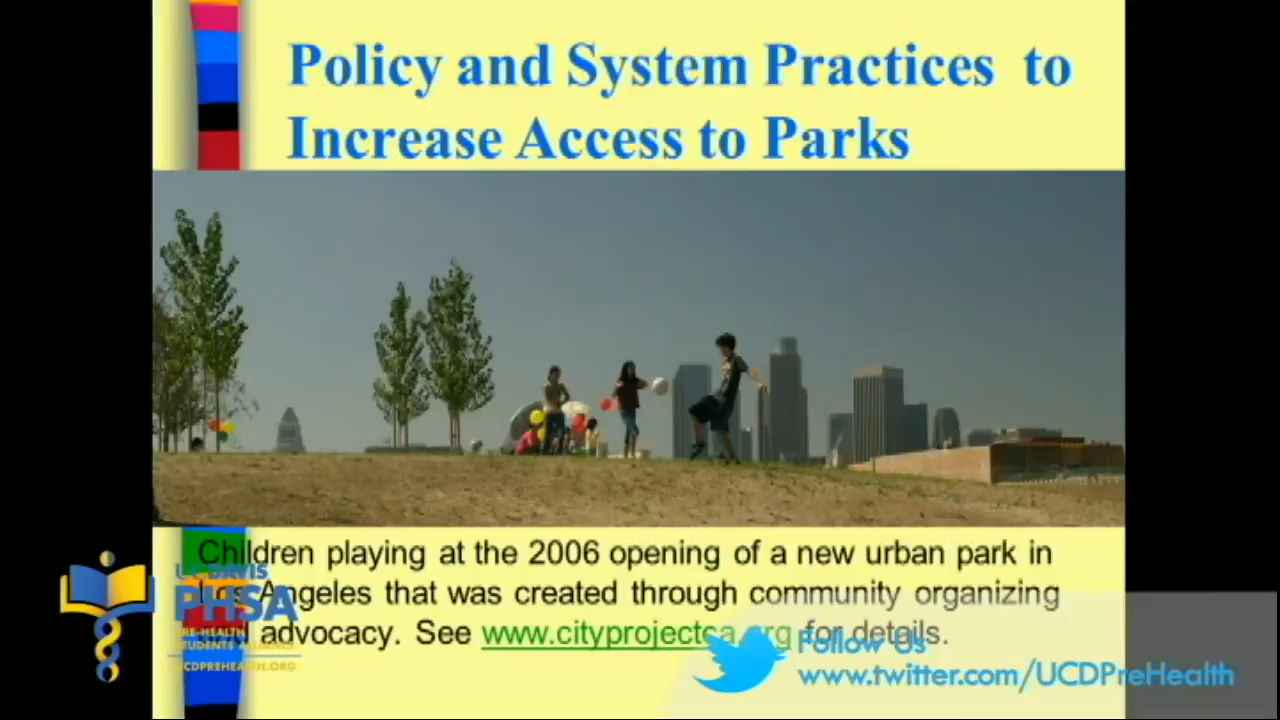 Policy and System Practices to
Increase Access to Parks
Children playing at the 2006 opening of a new urban park in
Los Angeles that was created through community organizing
advocacy. See www.cityprojectsa.org for details.
UC DAVIS
PHSA
PRE-HEALTH
STUDENTS ALLIANCE
UCDPREHEALTH.ORG
Follow Us
www.twitter.com/UCDPreHealth